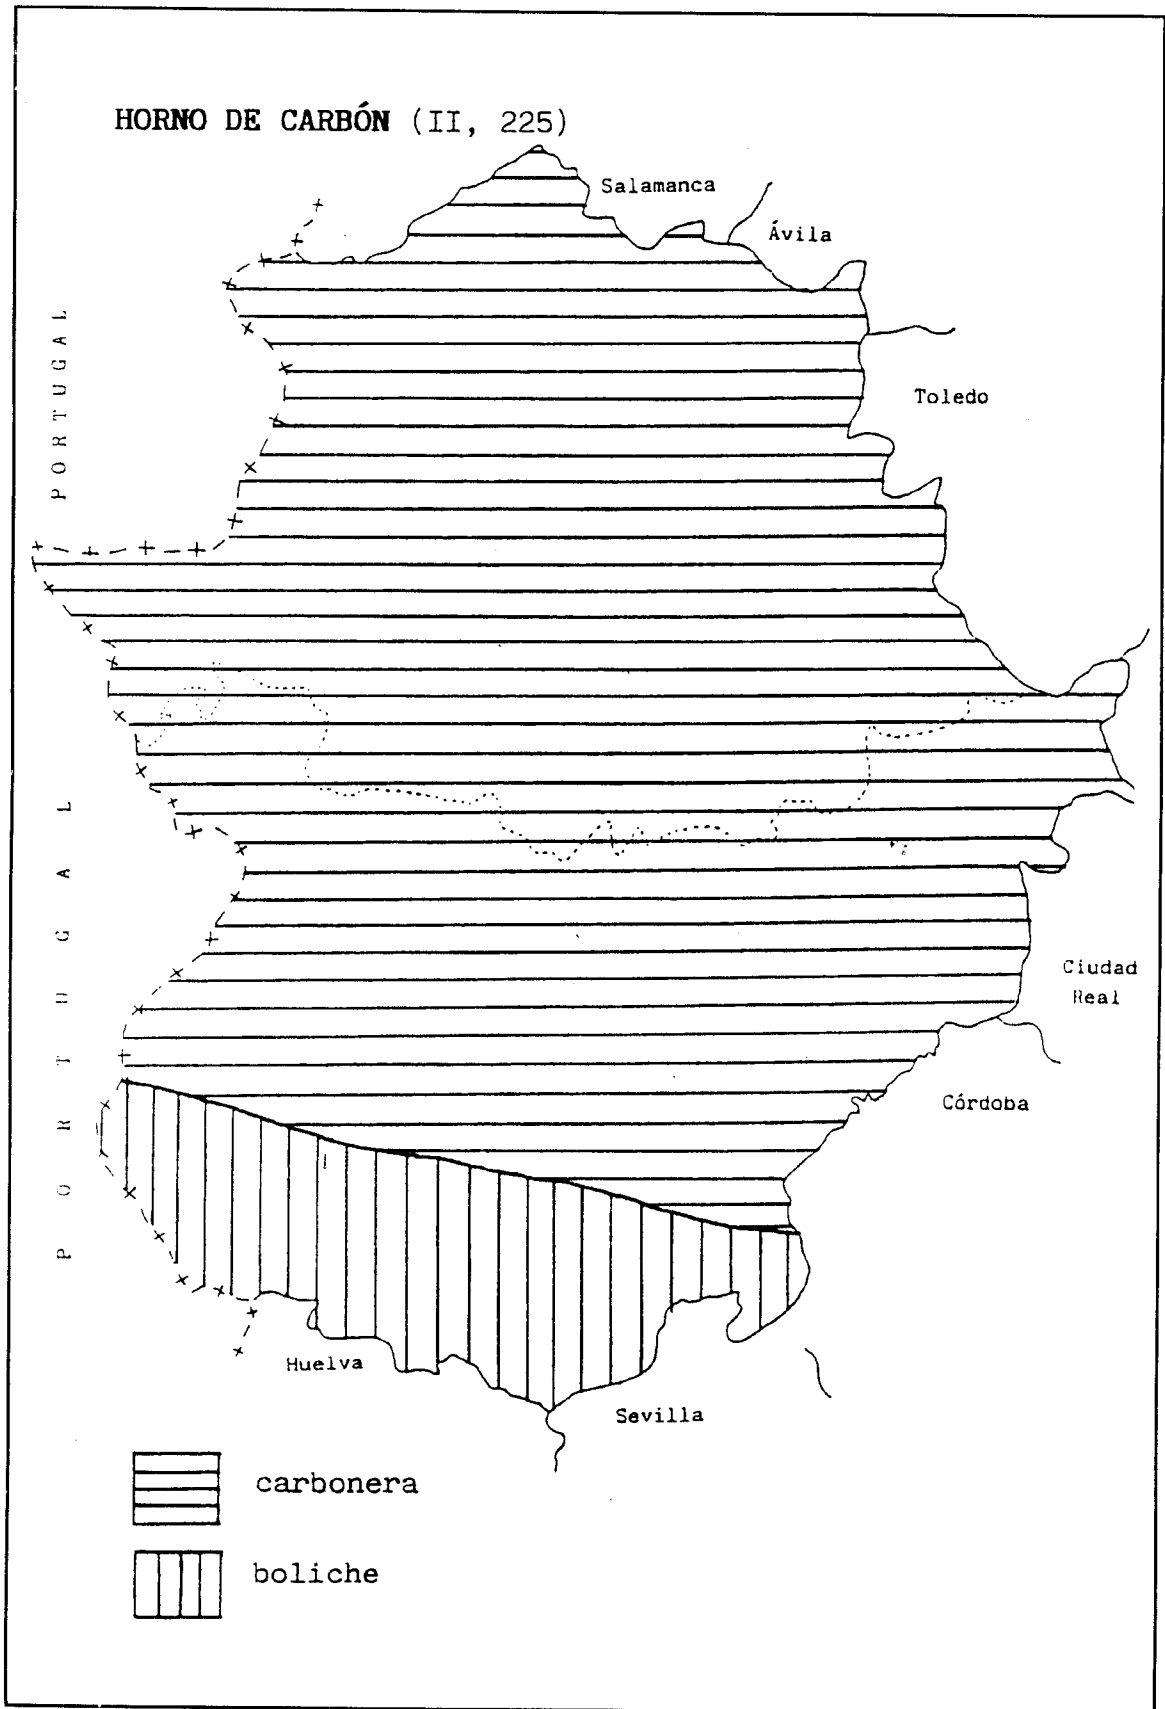 HORNO DE CARBÓN (II, 225)
Salamanca
Ávila
PORTUGAL
Toledo
PORTUGAL
Ciudad
Real
Córdoba
Huelva
Sevilla
carbonera
boliche